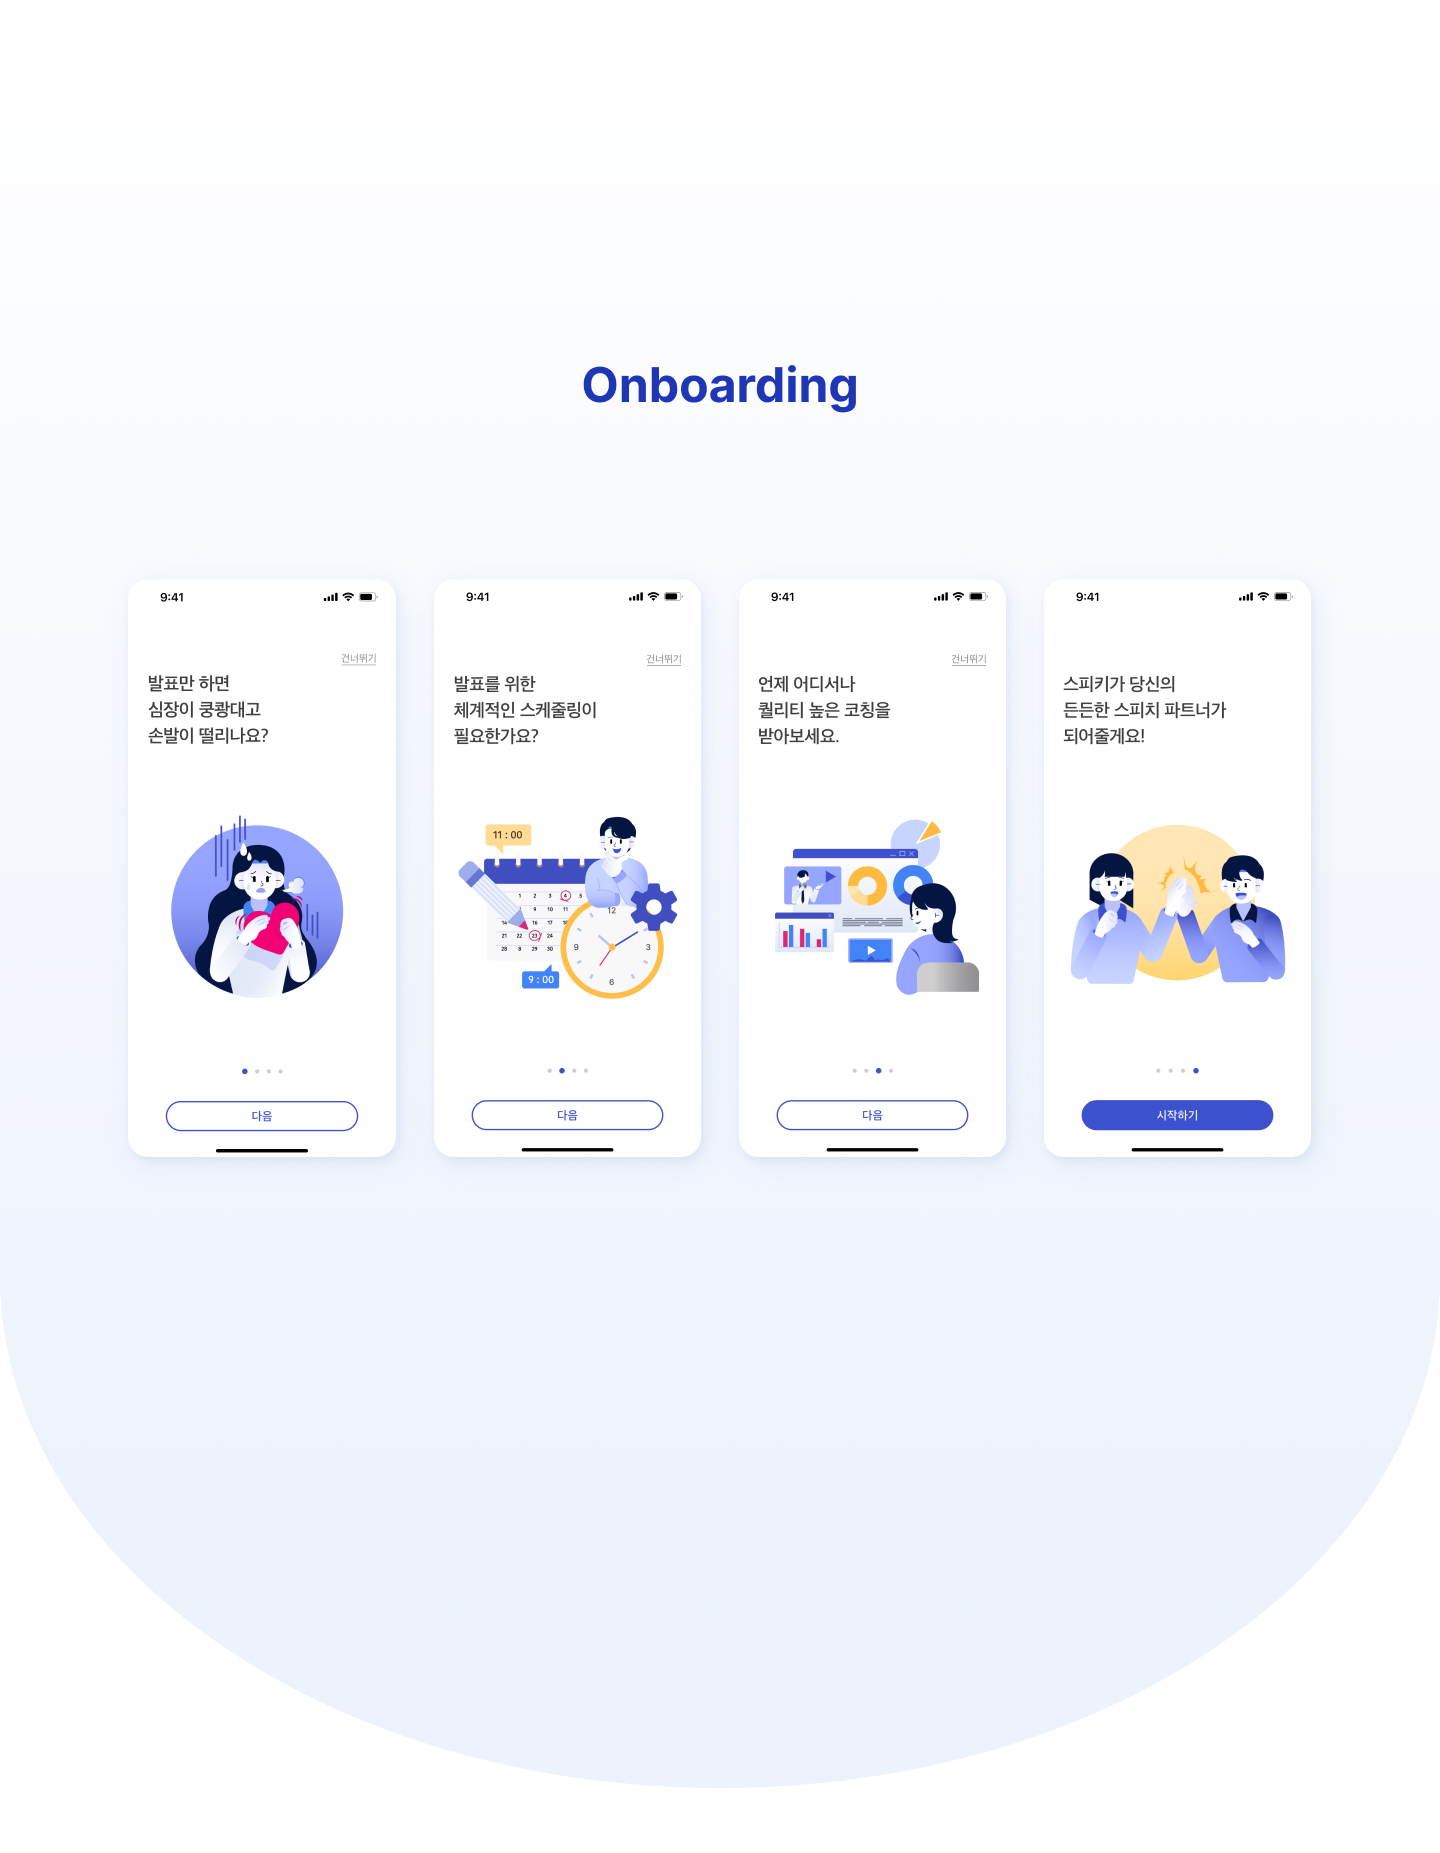 Onboarding
9:41
건너뛰기
발표만 하면
심장이 쿵쾅대고
손발이 떨리나요?
다음
9:41
건너뛰기
발표를 위한
체계적인 스케줄링이
필요한가요?
11 : 00
1 2 3 4 5
9 10 11
14 16 17 18
21 22 23 24
28 8 29 30
12
9 3
6
9 : 00
다음
9:41
건너뛰기
언제 어디서나
퀄리티 높은 코칭을
받아보세요.
다음
9:41
스피키가 당신의
든든한 스피치 파트너가
되어줄게요!
시작하기